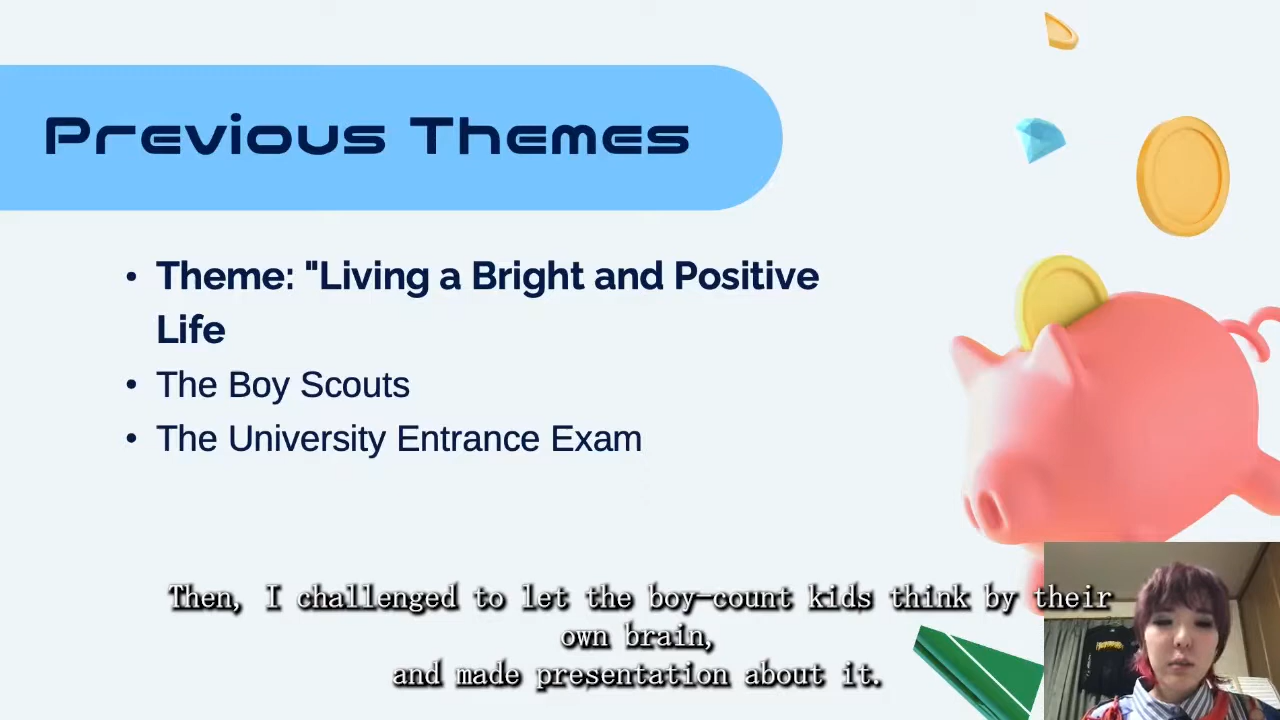 Previous Themes
• Theme: "Living a Bright and Positive
Life
• The Boy Scouts
• The University Entrance Exam
Then, I challenged to let the boy-count kids think by their
own brain,
and made presentation about it.